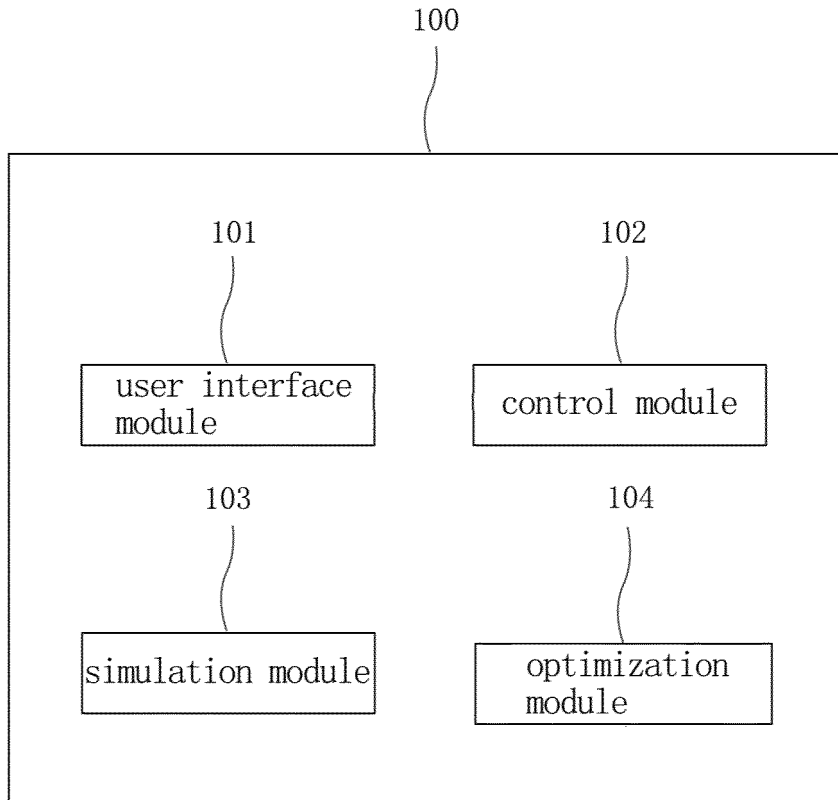 100
101
102
user interface
module
control module
103
104
simulation module
optimization
module